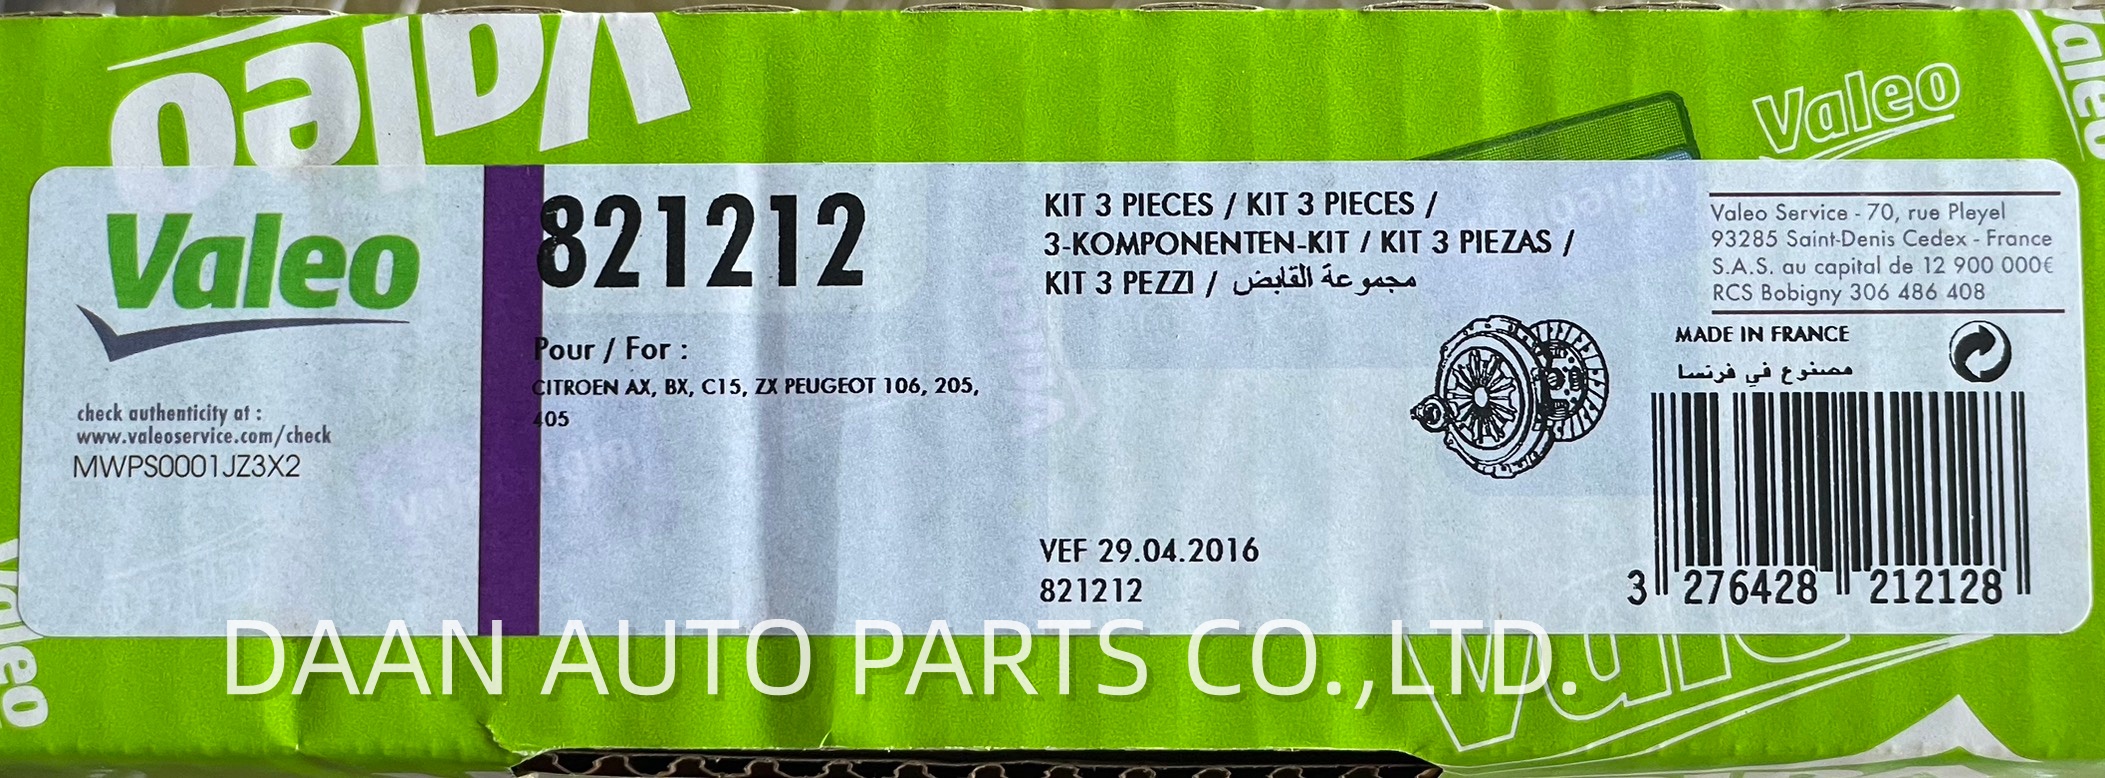 Valeo
Valeo
Valeo
Valeo
check authenticity at :
www.valeoservice.com/check
MWPS0001JZ3X2
821212
Pour / For :
CITROEN AX, BX, C15, ZX PEUGEOT 106, 205,
405
KIT 3 PIECES / KIT 3 PIECES /
3-KOMPONENTEN-KIT / KIT 3 PIEZAS /
KIT 3 PEZZI / مجموعة القابض
VEF 29.04.2016
821212
Valeo Service - 70, rue Pleyel
93285 Saint-Denis Cedex - France
S.A.S. au capital de 12 900 000€
RCS Bobigny 306 486 408
MADE IN FRANCE
مصنوع في فرنسا
3 276428 212128
Valeo
DAAN AUTO PARTS CO.,LTD.